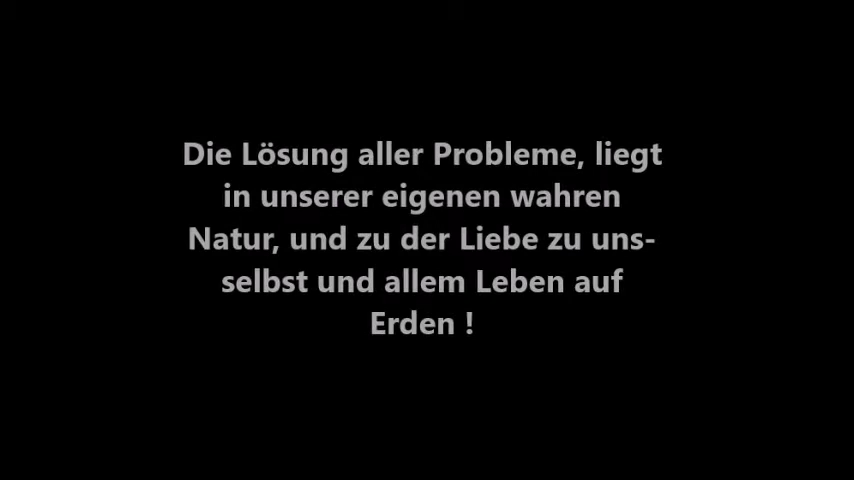 Die Lösung aller Probleme, liegt
in unserer eigenen wahren
Natur, und zu der Liebe zu uns-
selbst und allem Leben auf
Erden !